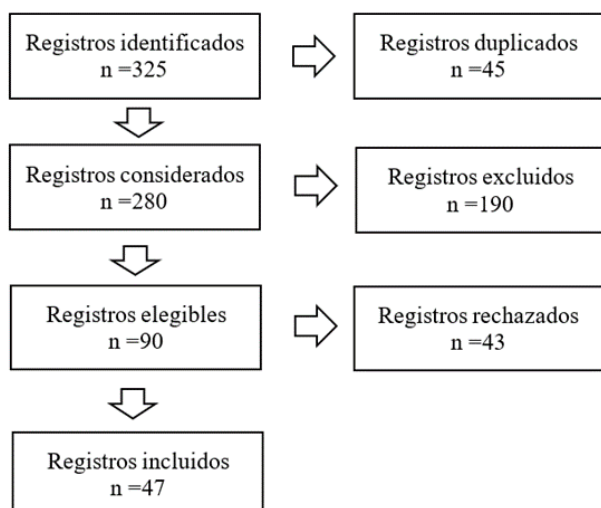 Registros identificados
n =325
Registros duplicados
n =45
Registros considerados
n =280
Registros excluidos
n =190
Registros elegibles
n =90
Registros rechazados
n =43
Registros incluidos
n =47